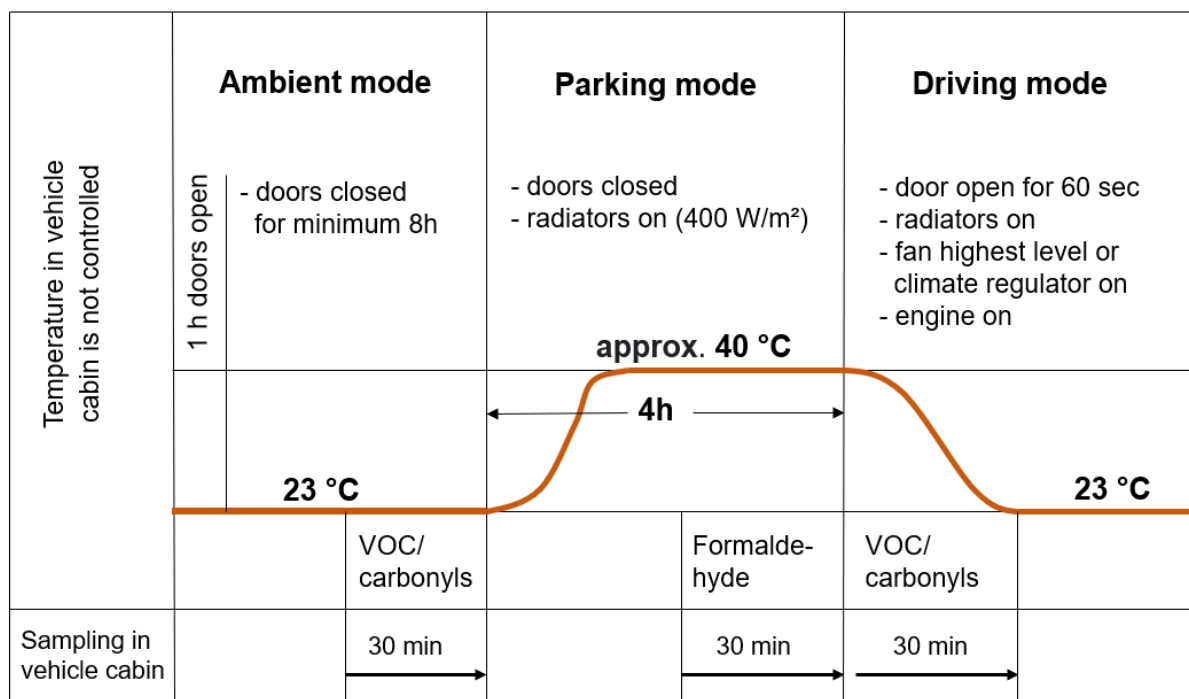 Ambient mode
Parking mode
Driving mode
Temperature in vehicle
cabin is not controlled
1 h doors open
- doors closed
for minimum 8h
- doors closed
- radiators on (400 W/m²)
- door open for 60 sec
- radiators on
- fan highest level or
climate regulator on
- engine on
approx. 40 °C
4h
23 °C
23 °C
VOC/
carbonyls
Formalde-
hyde
VOC/
carbonyls
Sampling in
vehicle cabin
30 min
30 min
30 min